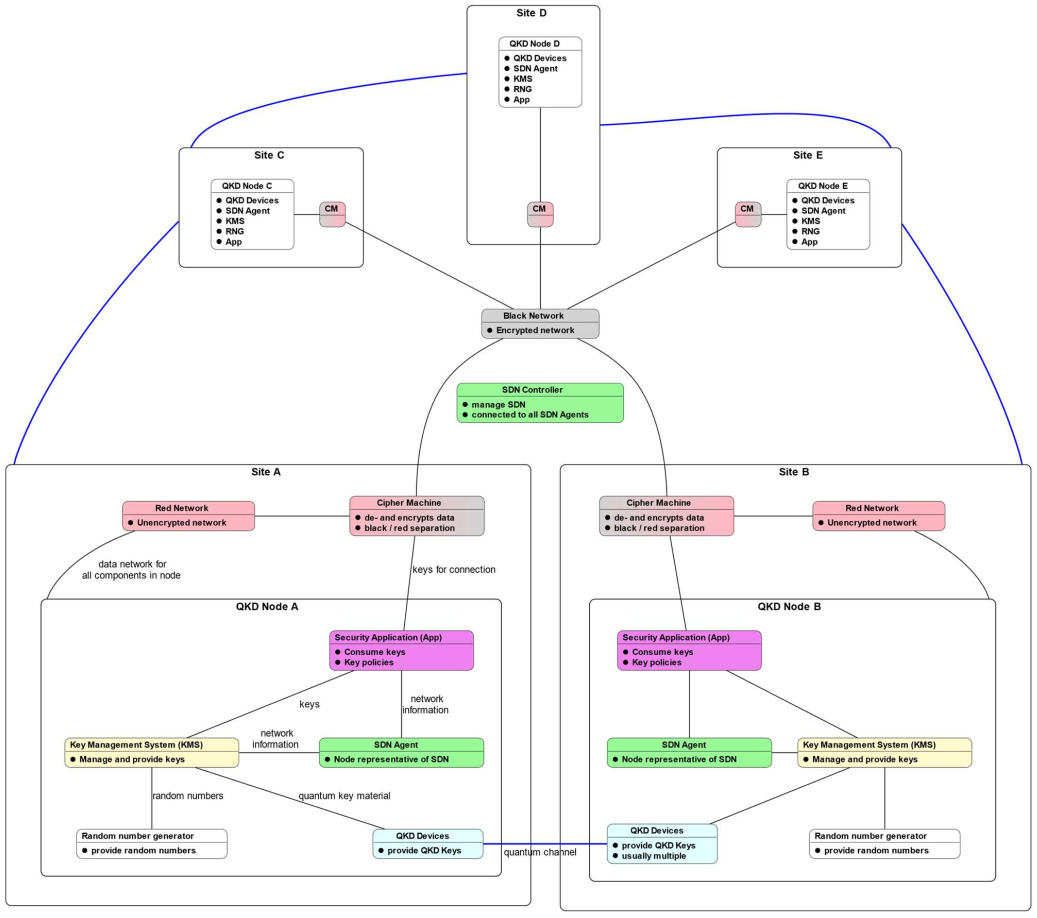 Site D
QKD Node D
● QKD Devices
● SDN Agent
● KMS
● RNG
● App
CM
Site C
QKD Node C
● QKD Devices
● SDN Agent
● KMS
● RNG
● App
CM
Site E
CM
QKD Node E
● QKD Devices
● SDN Agent
● KMS
● RNG
● App
Black Network
● Encrypted network
SDN Controller
● manage SDN
● connected to all SDN Agents
Site A
Red Network
● Unencrypted network
Cipher Machine
● de- and encrypts data
● black / red separation
data network for
all components in node
keys for connection
QKD Node A
Security Application (App)
● Consume keys
● Key policies
keys
network
information
network
information
Key Management System (KMS)
● Manage and provide keys
SDN Agent
● Node representative of SDN
random numbers
quantum key material
Random number generator
● provide random numbers
QKD Devices
● provide QKD Keys
quantum channel
Site B
Cipher Machine
● de- and encrypts data
● black / red separation
Red Network
● Unencrypted network
QKD Node B
Security Application (App)
● Consume keys
● Key policies
SDN Agent
● Node representative of SDN
Key Management System (KMS)
● Manage and provide keys
QKD Devices
● provide QKD Keys
● usually multiple
Random number generator
● provide random numbers